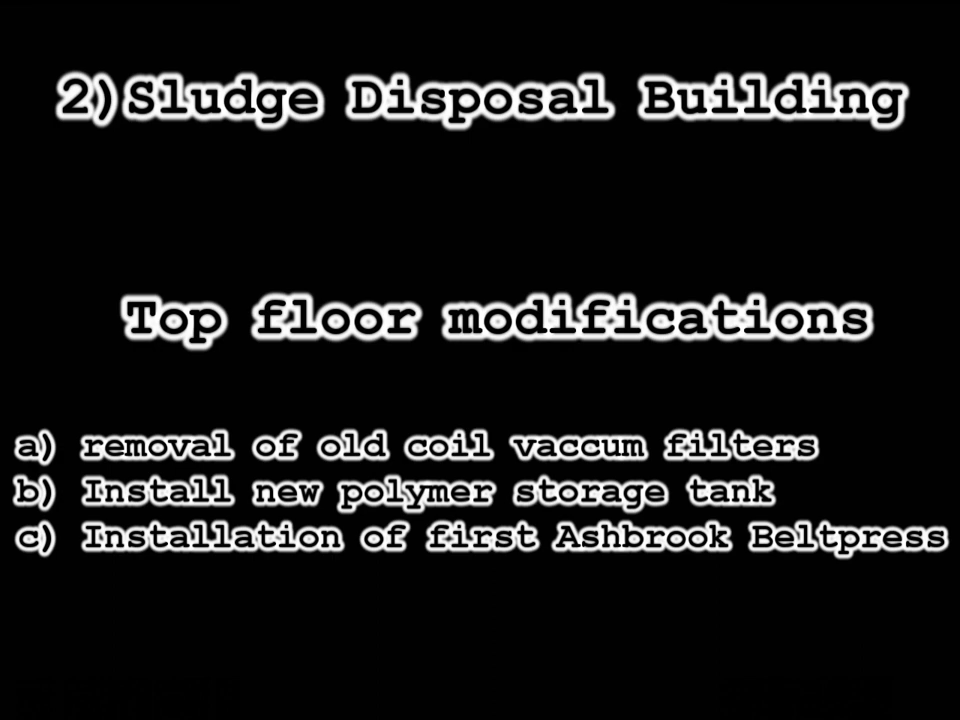 2)Sludge Disposal Building
Top floor modifications
a) removal of old coil vaccum filters
b) Install new polymer storage tank
c) Installation of first Ashbrook Beltpress